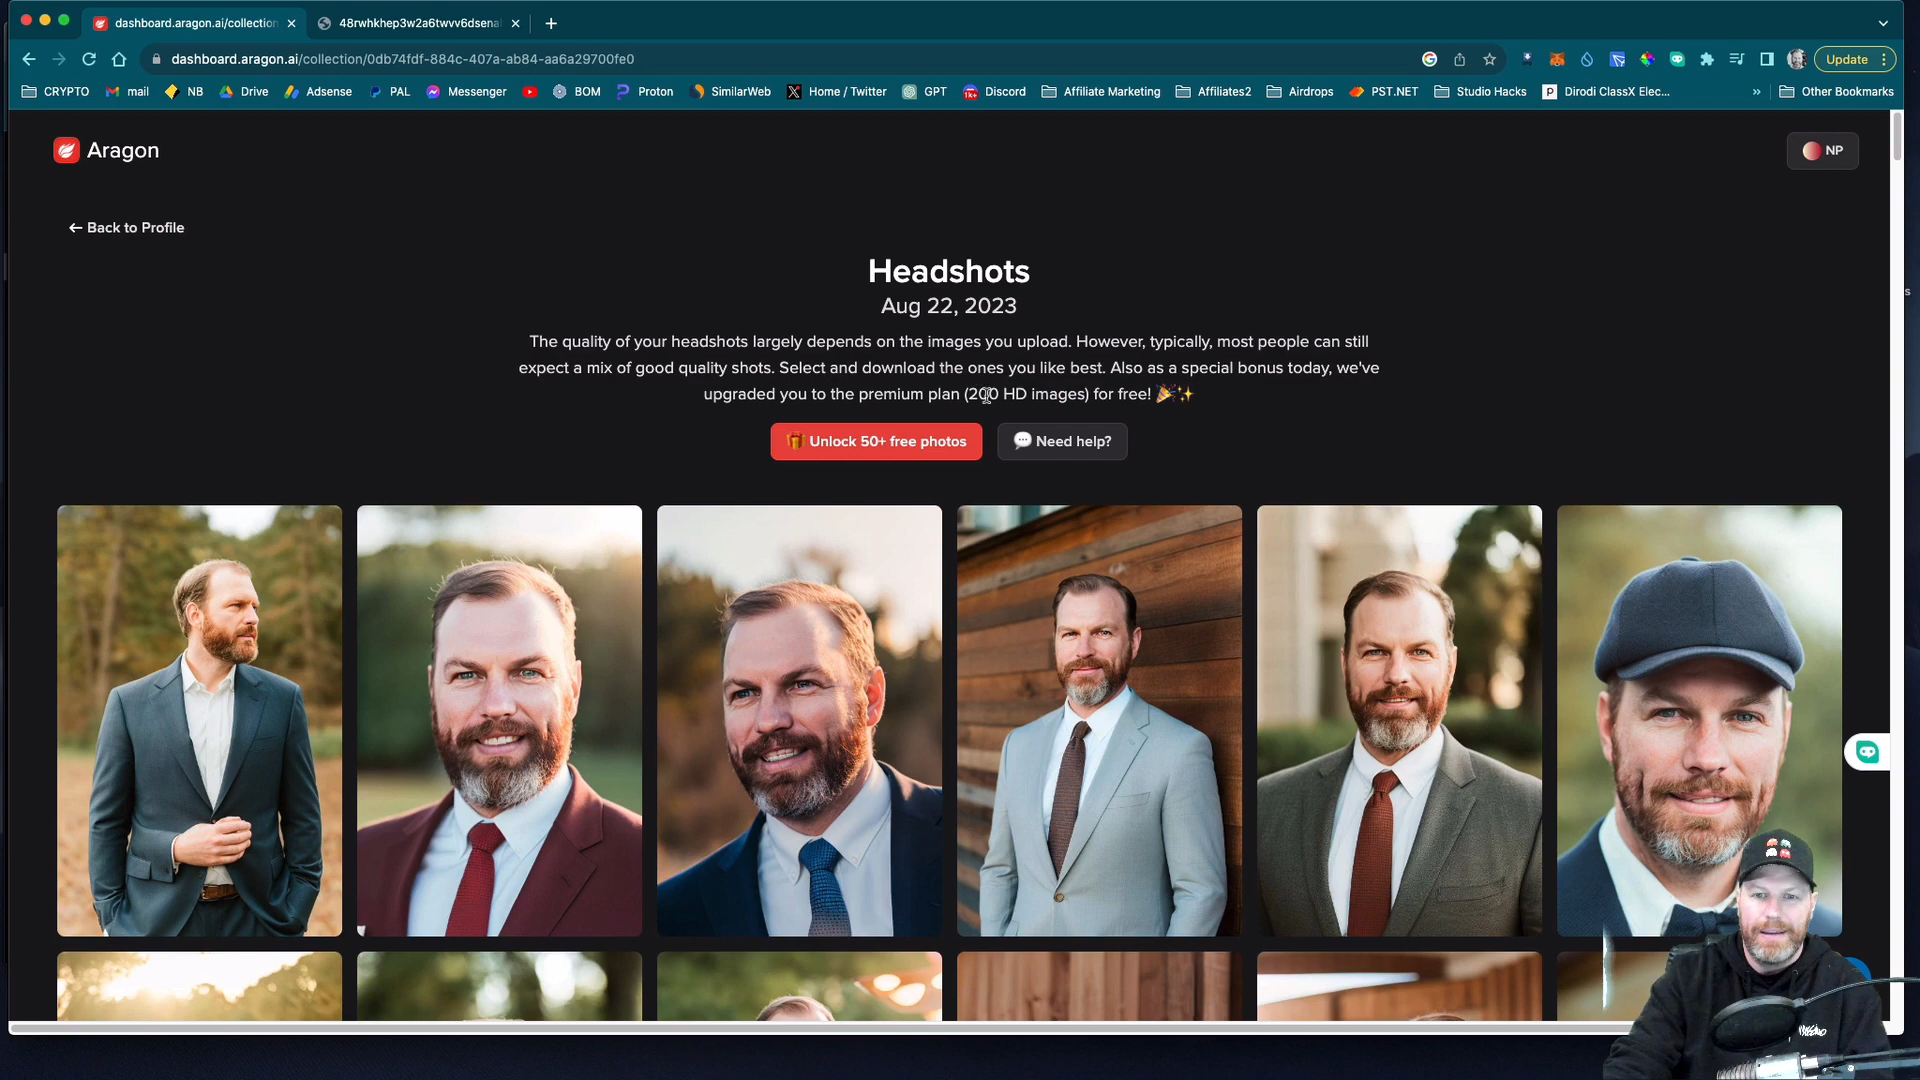 dashboard.aragon.ai/collection
48rwhkhep3w2a6twvv6dsena
dashboard.aragon.ai/collection/0db74fdf-884c-407a-ab84-aa6a29700fe0
Update
CRYPTO mail NB Drive Adsense PAL Messenger BOM Proton SimilarWeb Home / Twitter GPT Discord Affiliate Marketing Affiliates2 Airdrops PST.NET Studio Hacks Dirodi ClassX Elec... » Other Bookmarks
Aragon
NP
← Back to Profile
Headshots
Aug 22, 2023
The quality of your headshots largely depends on the images you upload. However, typically, most people can still
expect a mix of good quality shots. Select and download the ones you like best. Also as a special bonus today, we've
upgraded you to the premium plan (200 HD images) for free! 🎉✨
🎁 Unlock 50+ free photos
💬 Need help?